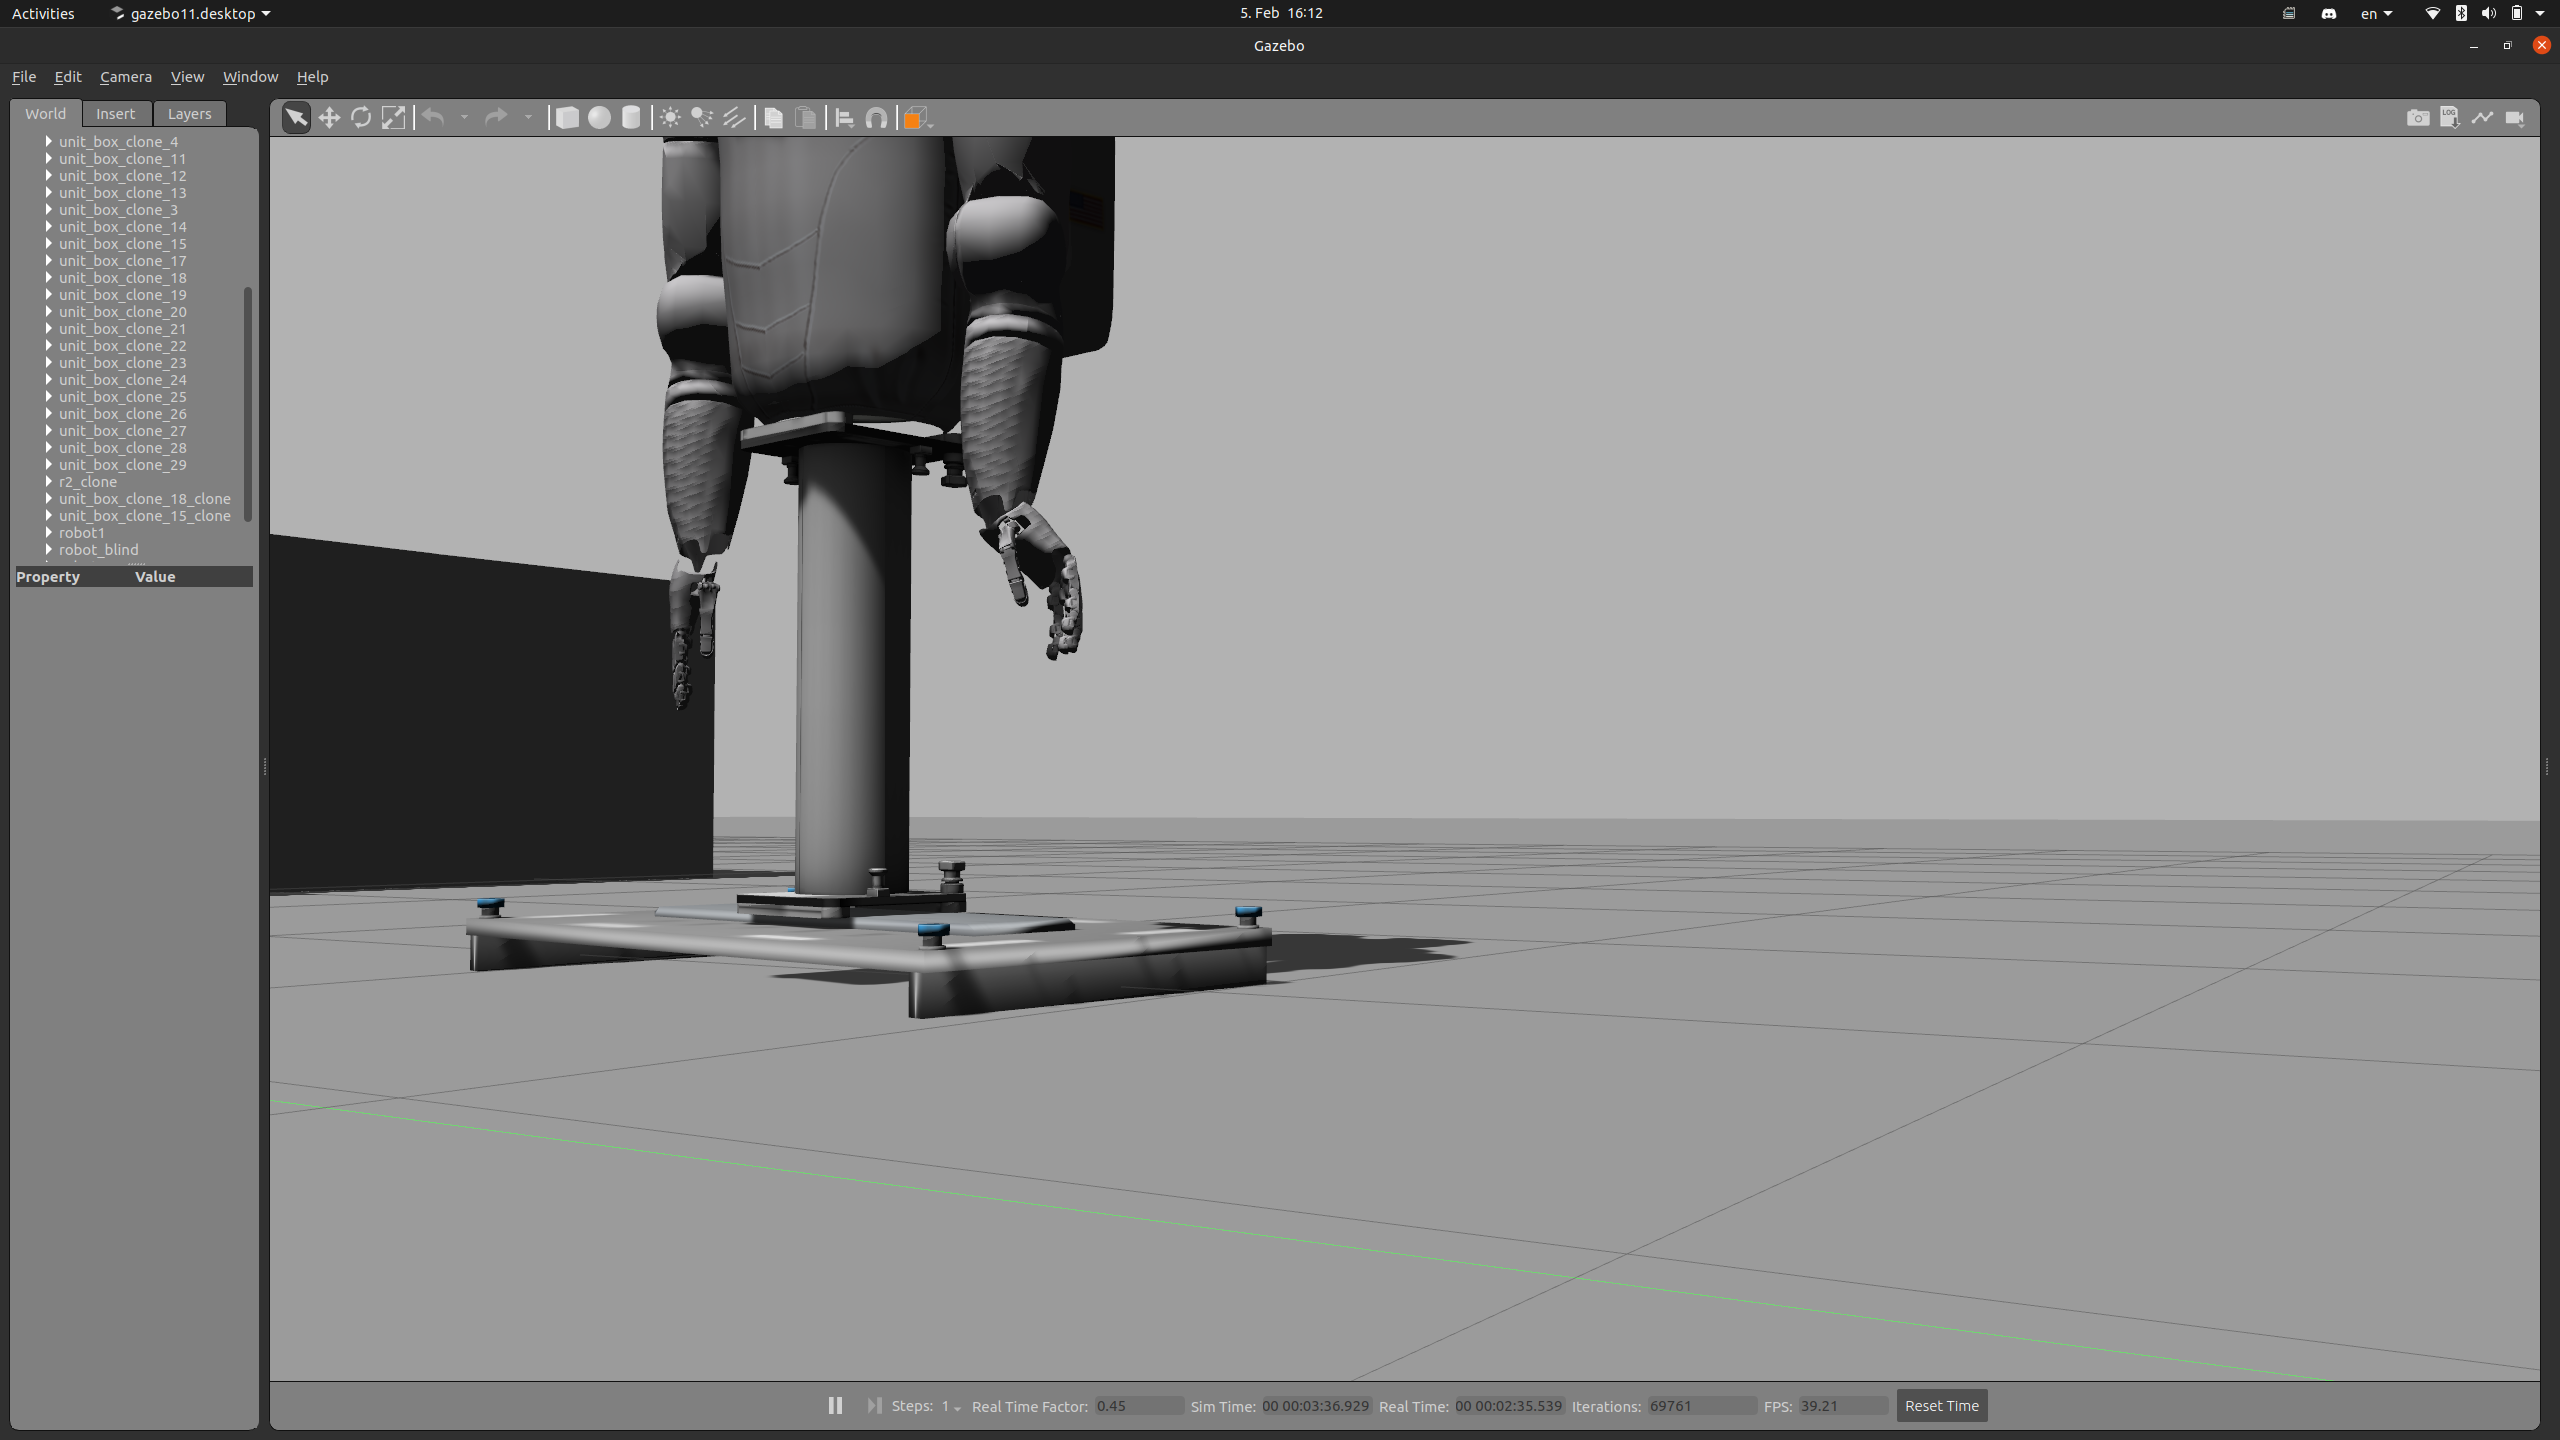 Activities gazebo11.desktop 5. Feb 16:12 en
Gazebo
File Edit Camera View Window Help
World Insert Layers
LOG
unit_box_clone_4
unit_box_clone_11
unit_box_clone_12
unit_box_clone_13
unit_box_clone_3
unit_box_clone_14
unit_box_clone_15
unit_box_clone_17
unit_box_clone_18
unit_box_clone_19
unit_box_clone_20
unit_box_clone_21
unit_box_clone_22
unit_box_clone_23
unit_box_clone_24
unit_box_clone_25
unit_box_clone_26
unit_box_clone_27
unit_box_clone_28
unit_box_clone_29
r2_clone
unit_box_clone_18_clone
unit_box_clone_15_clone
robot1
robot_blind
Property Value
Steps: 1 Real Time Factor: 0.45 Sim Time: 00 00:03:36.929 Real Time: 00 00:02:35.539 Iterations: 69761 FPS: 39.21 Reset Time